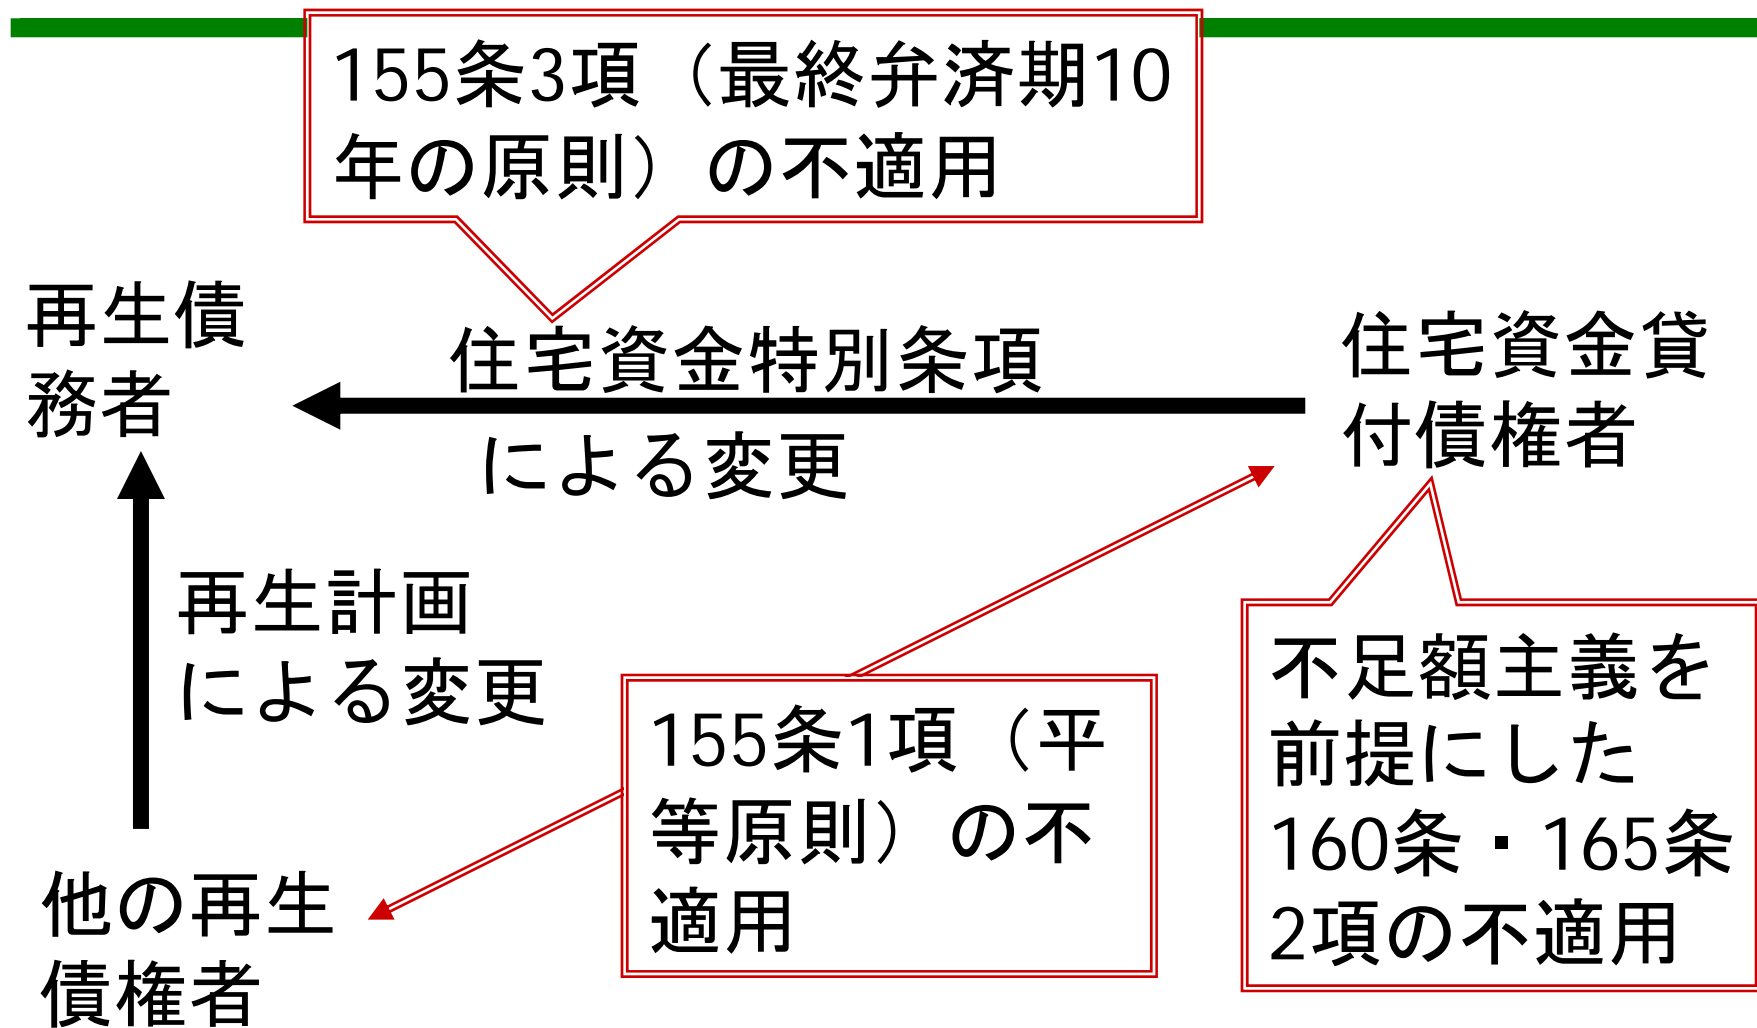 155条3項（最終弁済期10
年の原則）の不適用
再生債
務者
住宅資金特別条項
による変更
住宅資金貸
付債権者
再生計画
による変更
155条1項（平
等原則）の不
適用
不足額主義を
前提にした
160条・165条
2項の不適用
他の再生
債権者